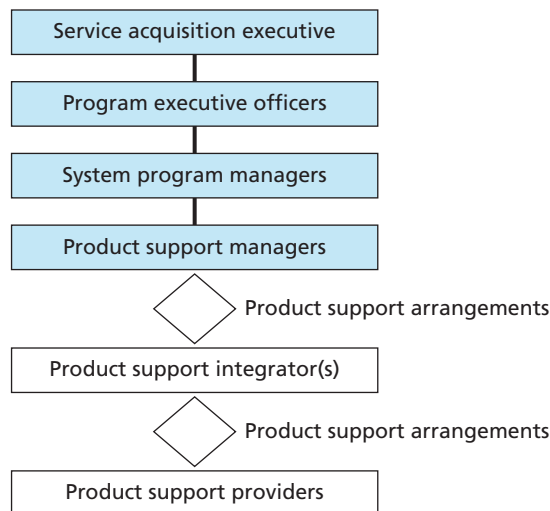 Service acquisition executive
Program executive officers
System program managers
Product support managers
Product support arrangements
Product support integrator(s)
Product support arrangements
Product support providers